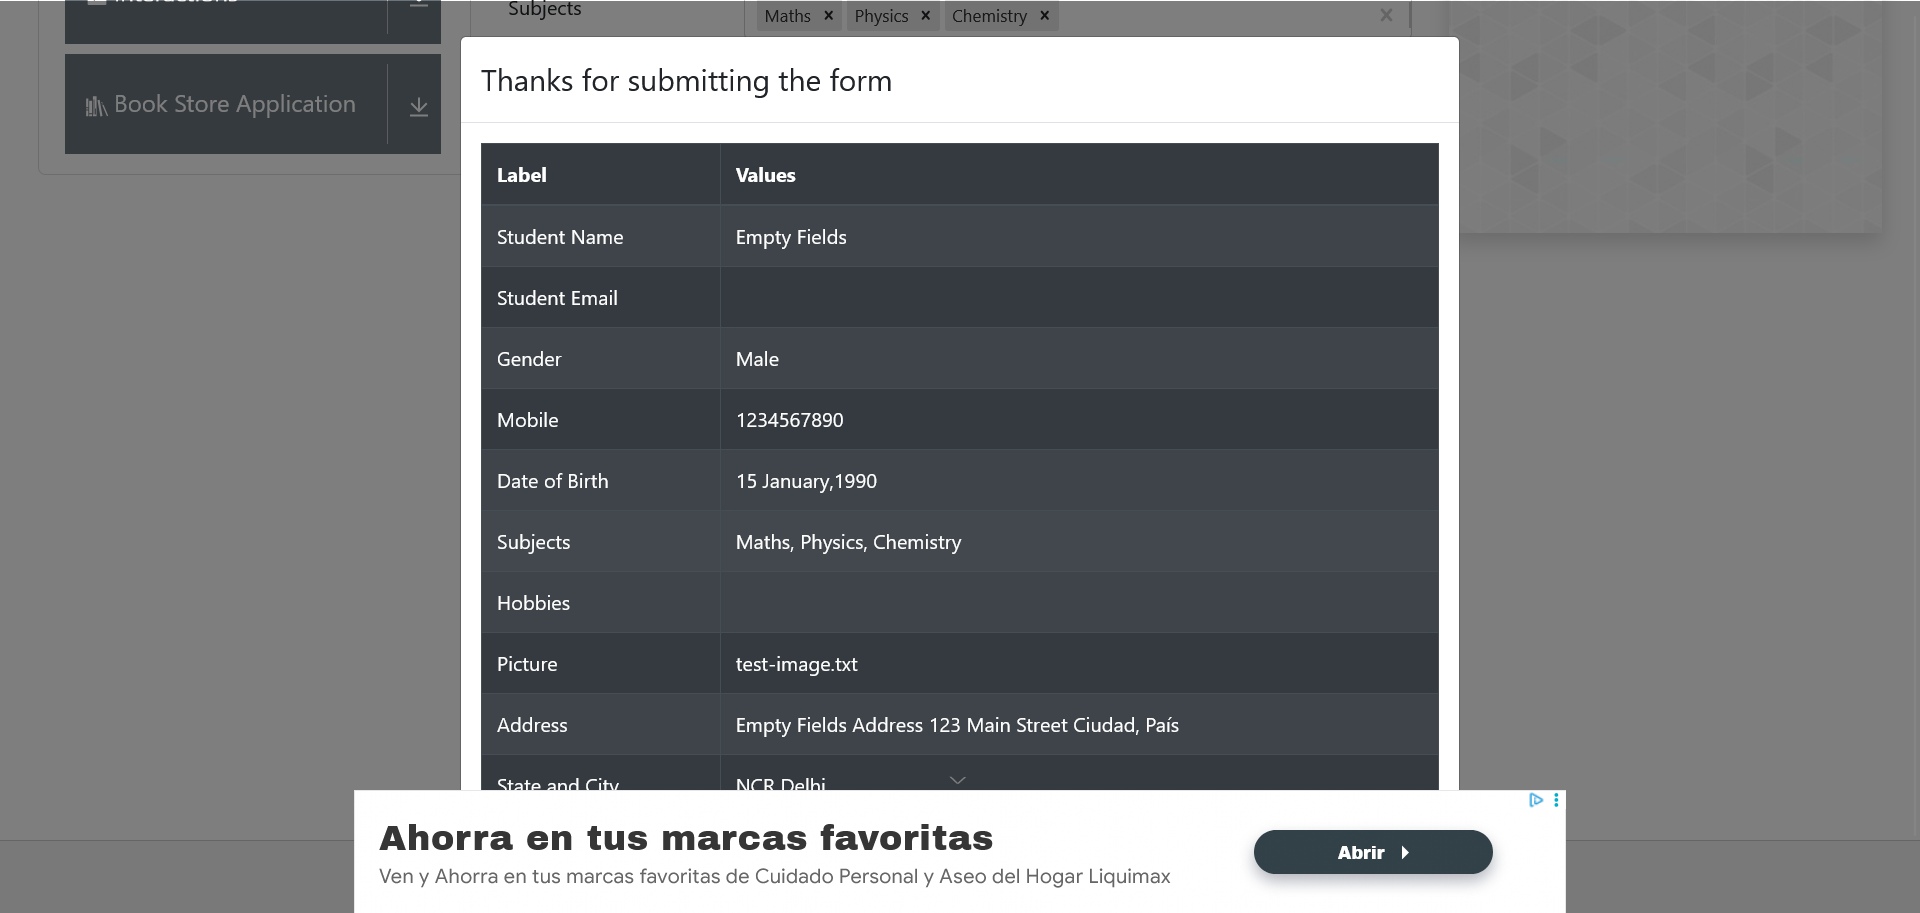 Interactions
Subjects
Maths × Physics × Chemistry ×
Book Store Application
Thanks for submitting the form
Label Values
Student Name Empty Fields
Student Email
Gender Male
Mobile 1234567890
Date of Birth 15 January,1990
Subjects Maths, Physics, Chemistry
Hobbies
Picture test-image.txt
Address Empty Fields Address 123 Main Street Ciudad, País
State and City NCR Delhi
Ahorra en tus marcas favoritas
Ven y Ahorra en tus marcas favoritas de Cuidado Personal y Aseo del Hogar Liquimax
Abrir